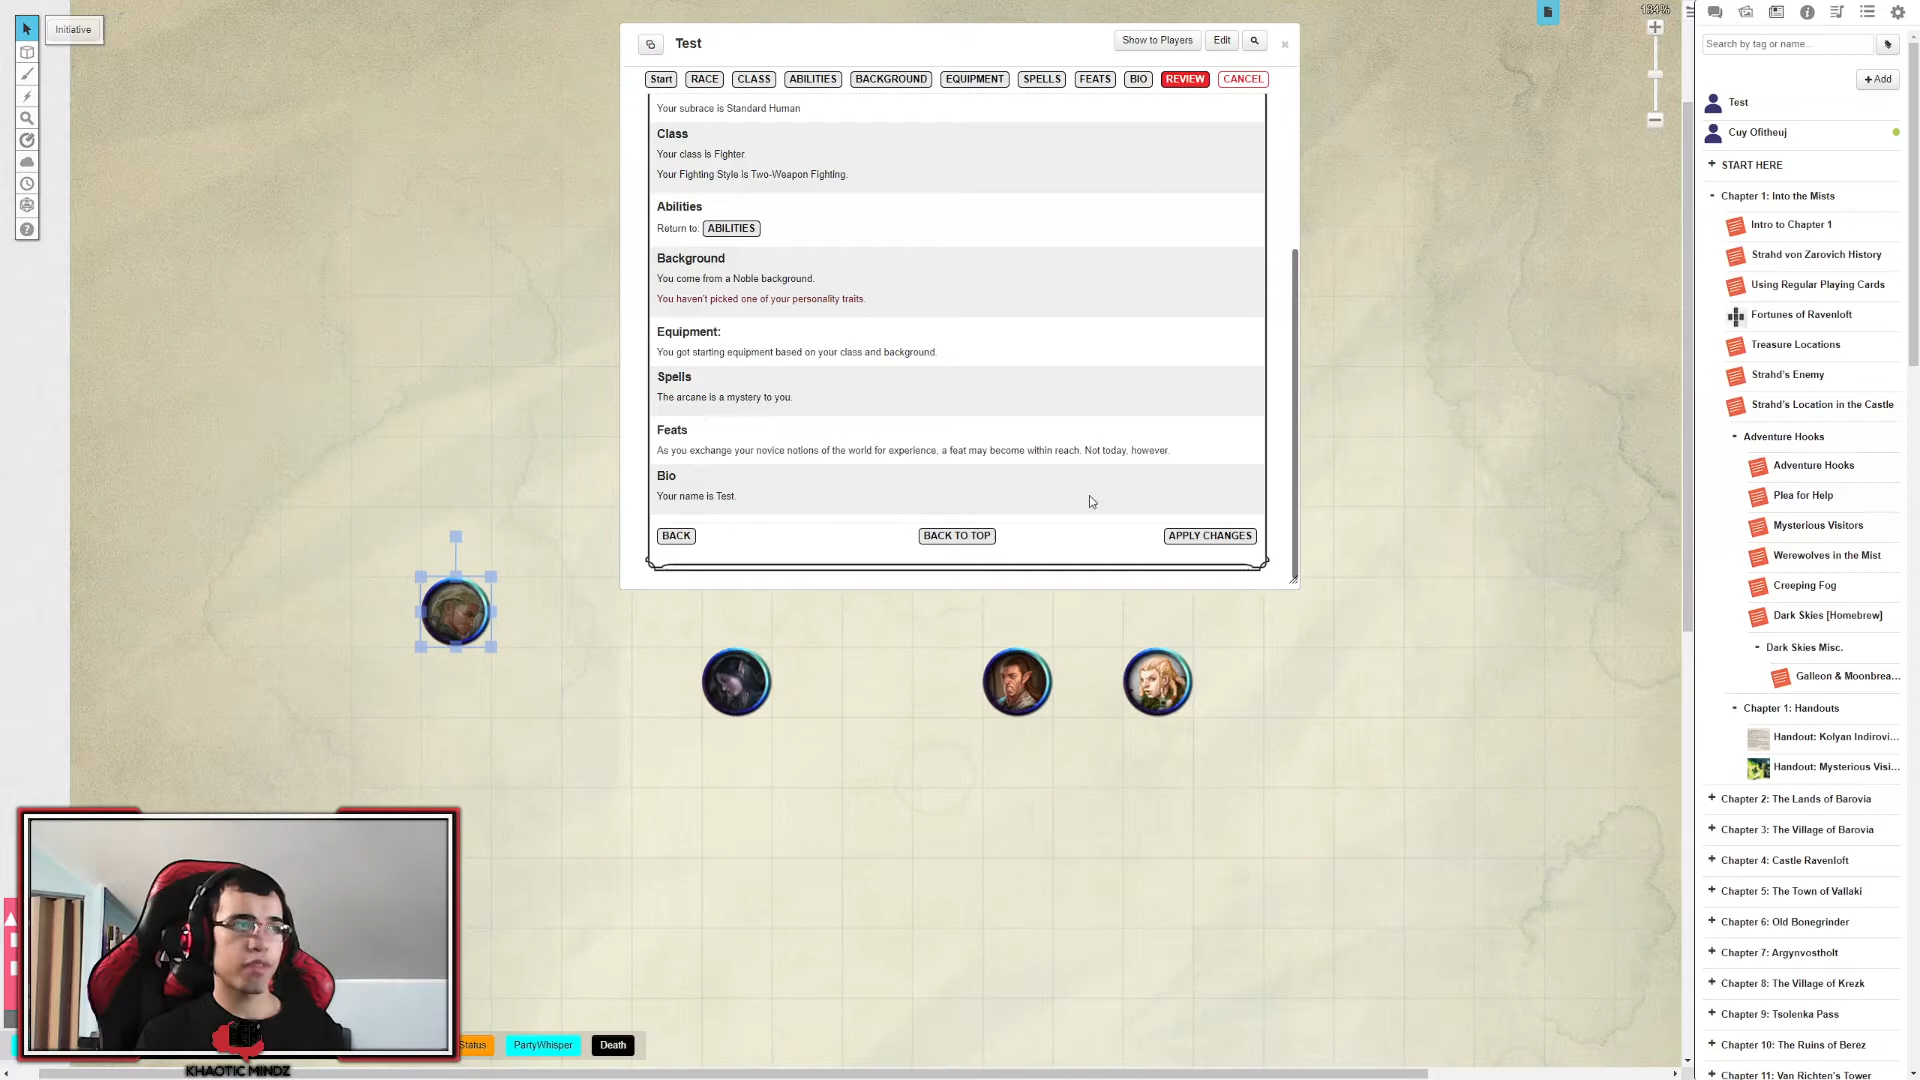 Initiative
Test
Show to Players
Edit
Start
RACE
CLASS
ABILITIES
BACKGROUND
EQUIPMENT
SPELLS
FEATS
BIO
REVIEW
CANCEL
Your subrace is Standard Human
Class
Your class is Fighter.
Your Fighting Style is Two-Weapon Fighting.
Abilities
Return to: ABILITIES
Background
You come from a Noble background.
You haven't picked one of your personality traits.
Equipment:
You got starting equipment based on your class and background.
Spells
The arcane is a mystery to you.
Feats
As you exchange your novice notions of the world for experience, a feat may become within reach. Not today, however.
Bio
Your name is Test.
BACK
BACK TO TOP
APPLY CHANGES
Status
PartyWhisper
Death
KHAOTIC MINDZ
Search by tag or name...
+ Add
Test
Cuy Ofitheuj
+ START HERE
- Chapter 1: Into the Mists
Intro to Chapter 1
Strahd von Zarovich History
Using Regular Playing Cards
Fortunes of Ravenloft
Treasure Locations
Strahd's Enemy
Strahd's Location in the Castle
- Adventure Hooks
Adventure Hooks
Plea for Help
Mysterious Visitors
Werewolves in the Mist
Creeping Fog
Dark Skies [Homebrew]
- Dark Skies Misc.
Galleon & Moonbrea...
- Chapter 1: Handouts
Handout: Kolyan Indirovi...
Handout: Mysterious Visi...
+ Chapter 2: The Lands of Barovia
+ Chapter 3: The Village of Barovia
+ Chapter 4: Castle Ravenloft
+ Chapter 5: The Town of Vallaki
+ Chapter 6: Old Bonegrinder
+ Chapter 7: Argynvostholt
+ Chapter 8: The Village of Krezk
+ Chapter 9: Tsolenka Pass
+ Chapter 10: The Ruins of Berez
+ Chapter 11: Van Richten's Tower